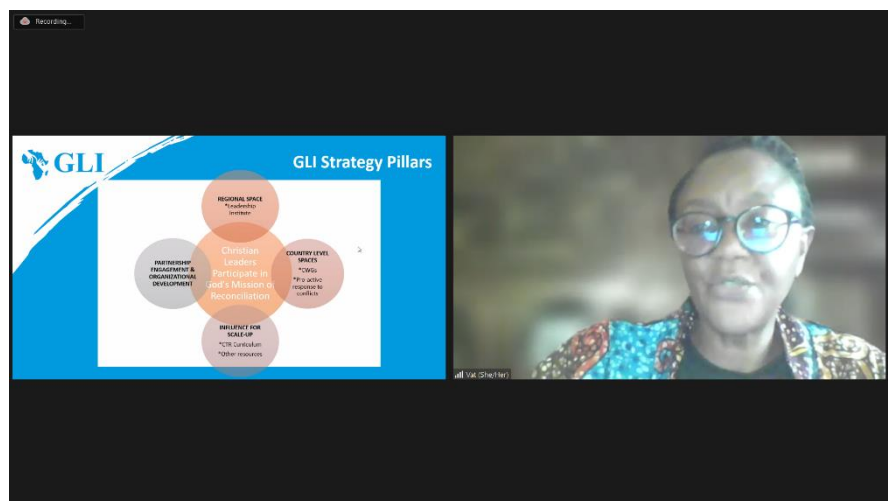 Recording...
GLI
GLI Strategy Pillars
REGIONAL SPACE
*Leadership
Institute
PARTNERSHIP
ENGAGEMENT &
ORGANIZATIONAL
DEVELOPMENT
Christian
Leaders
Participate in
God's Mission of
Reconciliation
COUNTRY LEVEL
SPACES
*CWGs
*Pro-active
response to
conflicts
INFLUENCE FOR
SCALE-UP
*CTR Curriculum
*Other resources
Vat (She/Her)